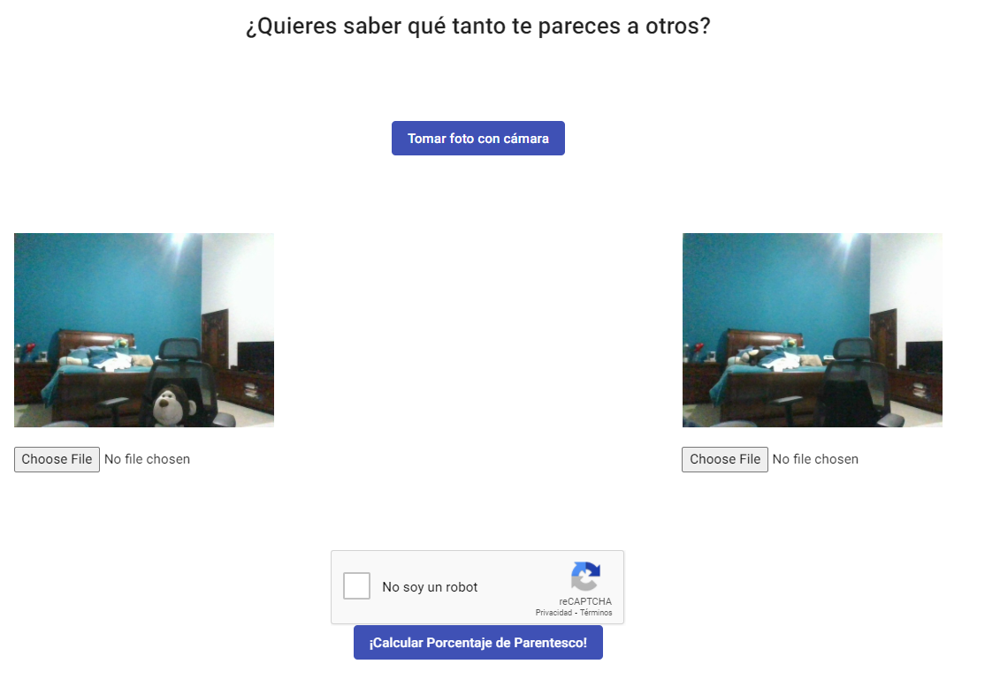 ¿Quieres saber qué tanto te pareces a otros?
Tomar foto con cámara
Choose File No file chosen
Choose File No file chosen
No soy un robot
reCAPTCHA
Privacidad - Términos
¡Calcular Porcentaje de Parentesco!